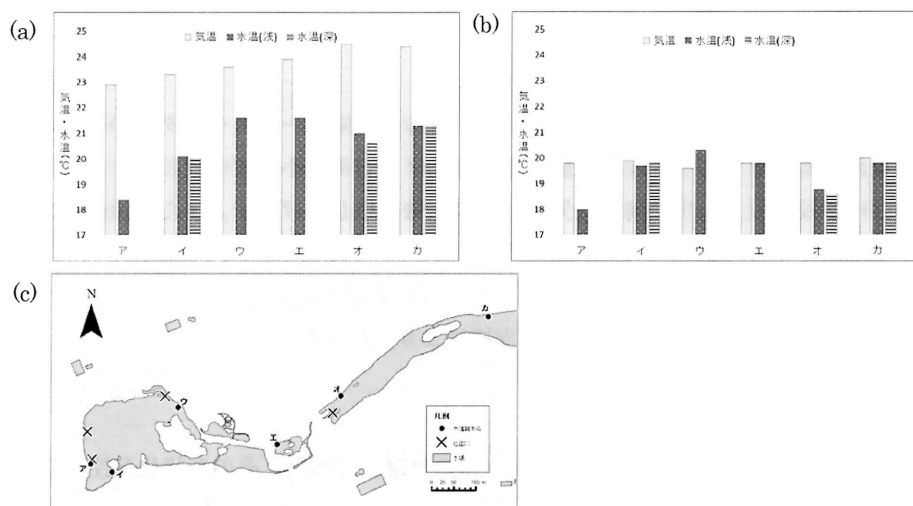 (a)
気温 水温(浅) 水温(深)
25
24
23
22
21
20
19
18
17
気温・水温(℃)
ア イ ウ エ オ カ
(b)
気温 水温(浅) 水温(深)
25
24
23
22
21
20
19
18
17
気温・水温(℃)
ア イ ウ エ オ カ
(c)
N
カ
オ
ウ
エ
ア
イ
凡例